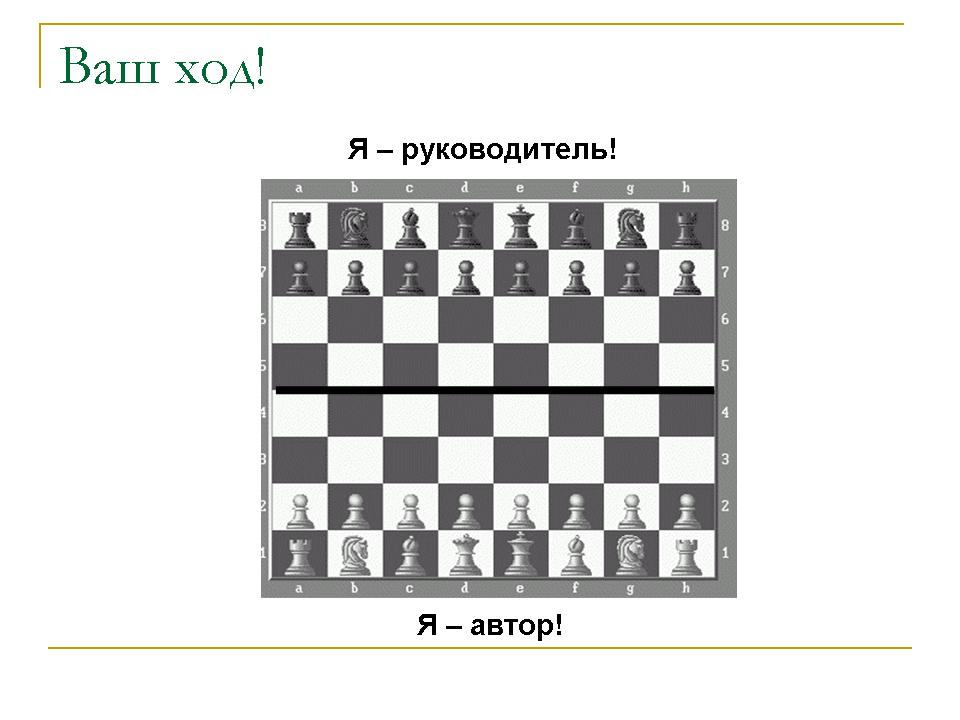 Ваш ход!
Я – руководитель!
a b c d e f g h
8 8
7 7
6 6
5 5
4 4
3 3
2 2
1 1
a b c d e f g h
Я – автор!